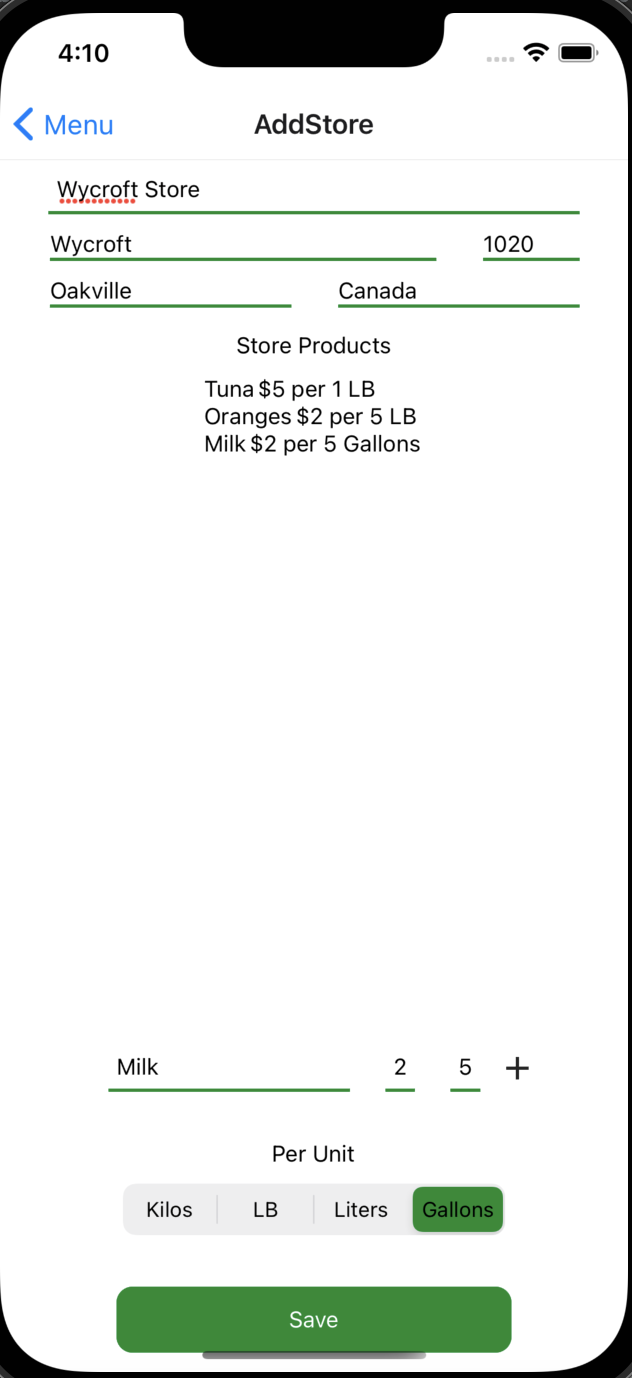 4:10
Menu AddStore
Wycroft Store
Wycroft 1020
Oakville Canada
Store Products
Tuna $5 per 1 LB
Oranges $2 per 5 LB
Milk $2 per 5 Gallons
Milk 2 5 +
Per Unit
Kilos LB Liters Gallons
Save